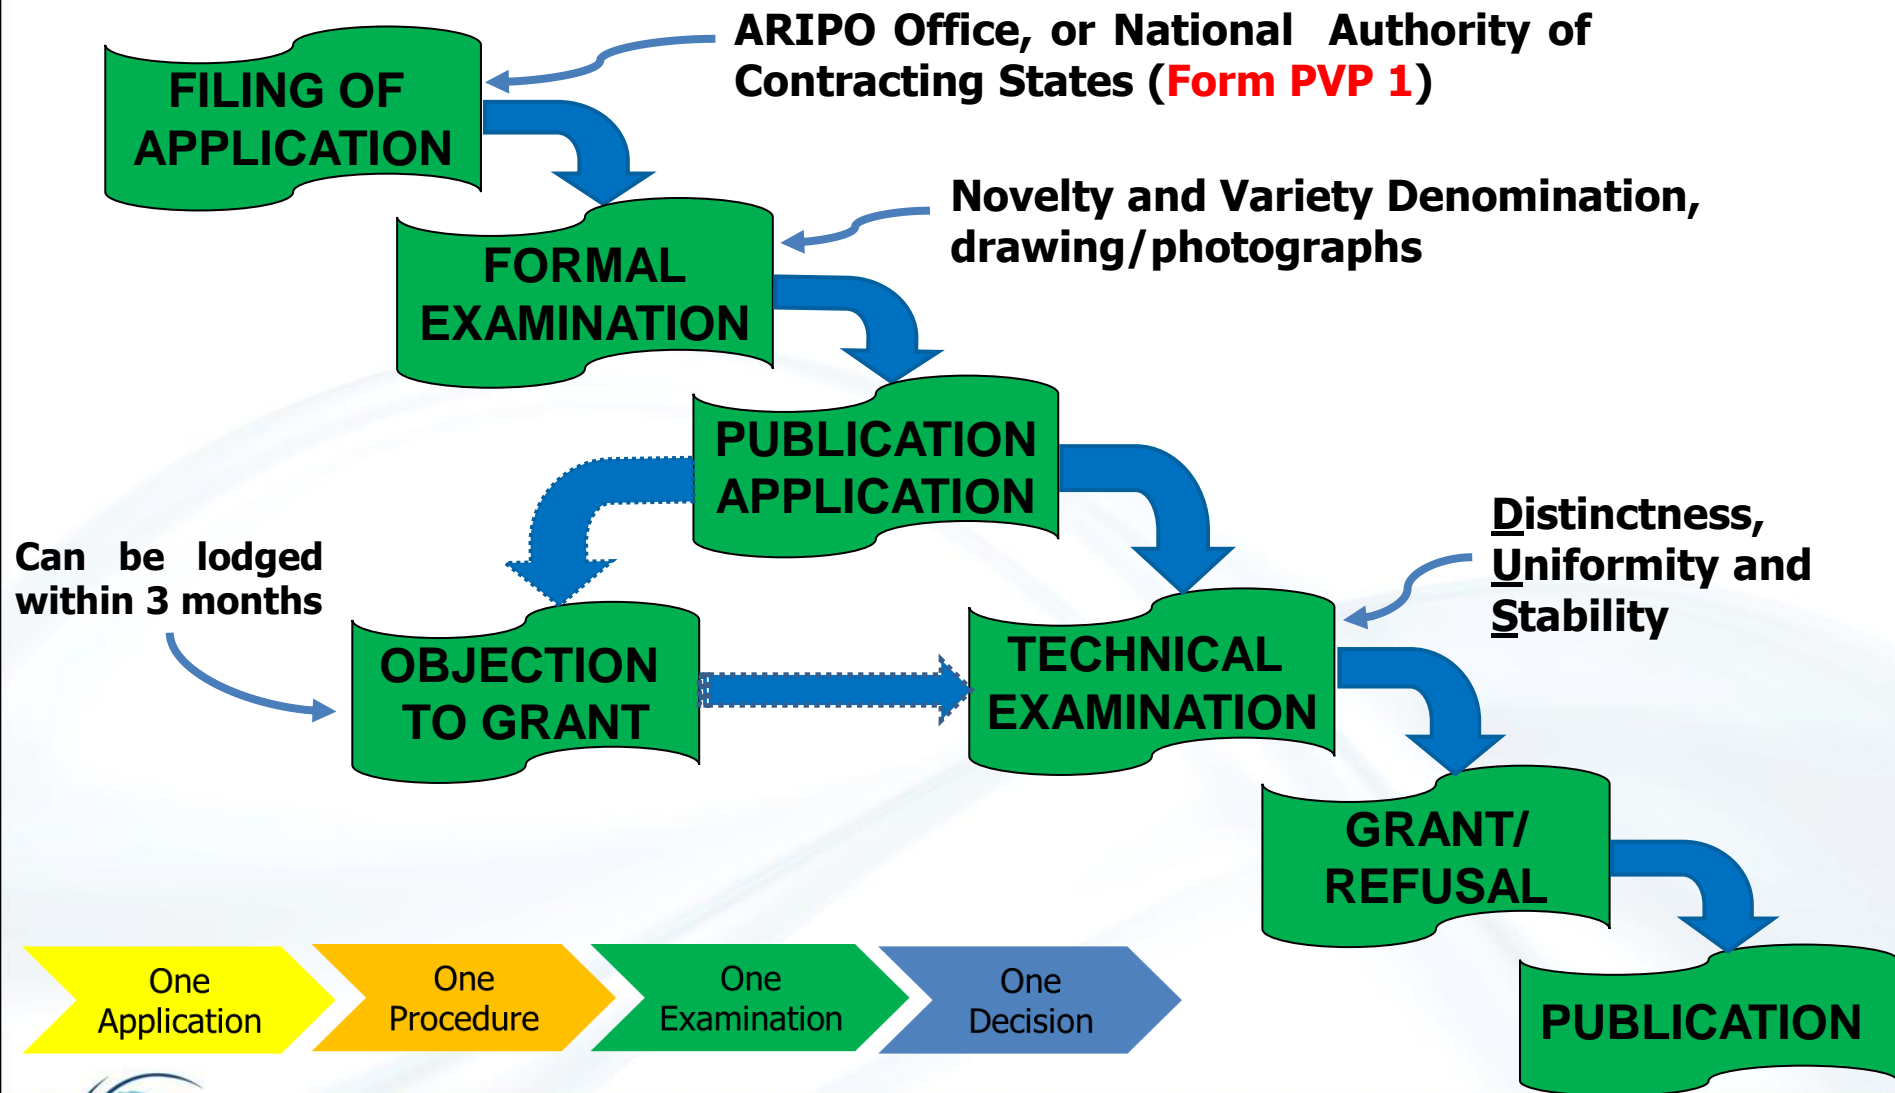 ARIPO Office, or National Authority of
Contracting States (Form PVP 1)
FILING OF
APPLICATION
Novelty and Variety Denomination,
drawing/photographs
FORMAL
EXAMINATION
PUBLICATION
APPLICATION
Distinctness,
Uniformity and
Stability
Can be lodged
within 3 months
OBJECTION
TO GRANT
TECHNICAL
EXAMINATION
GRANT/
REFUSAL
One
Application
One
Procedure
One
Examination
One
Decision
PUBLICATION